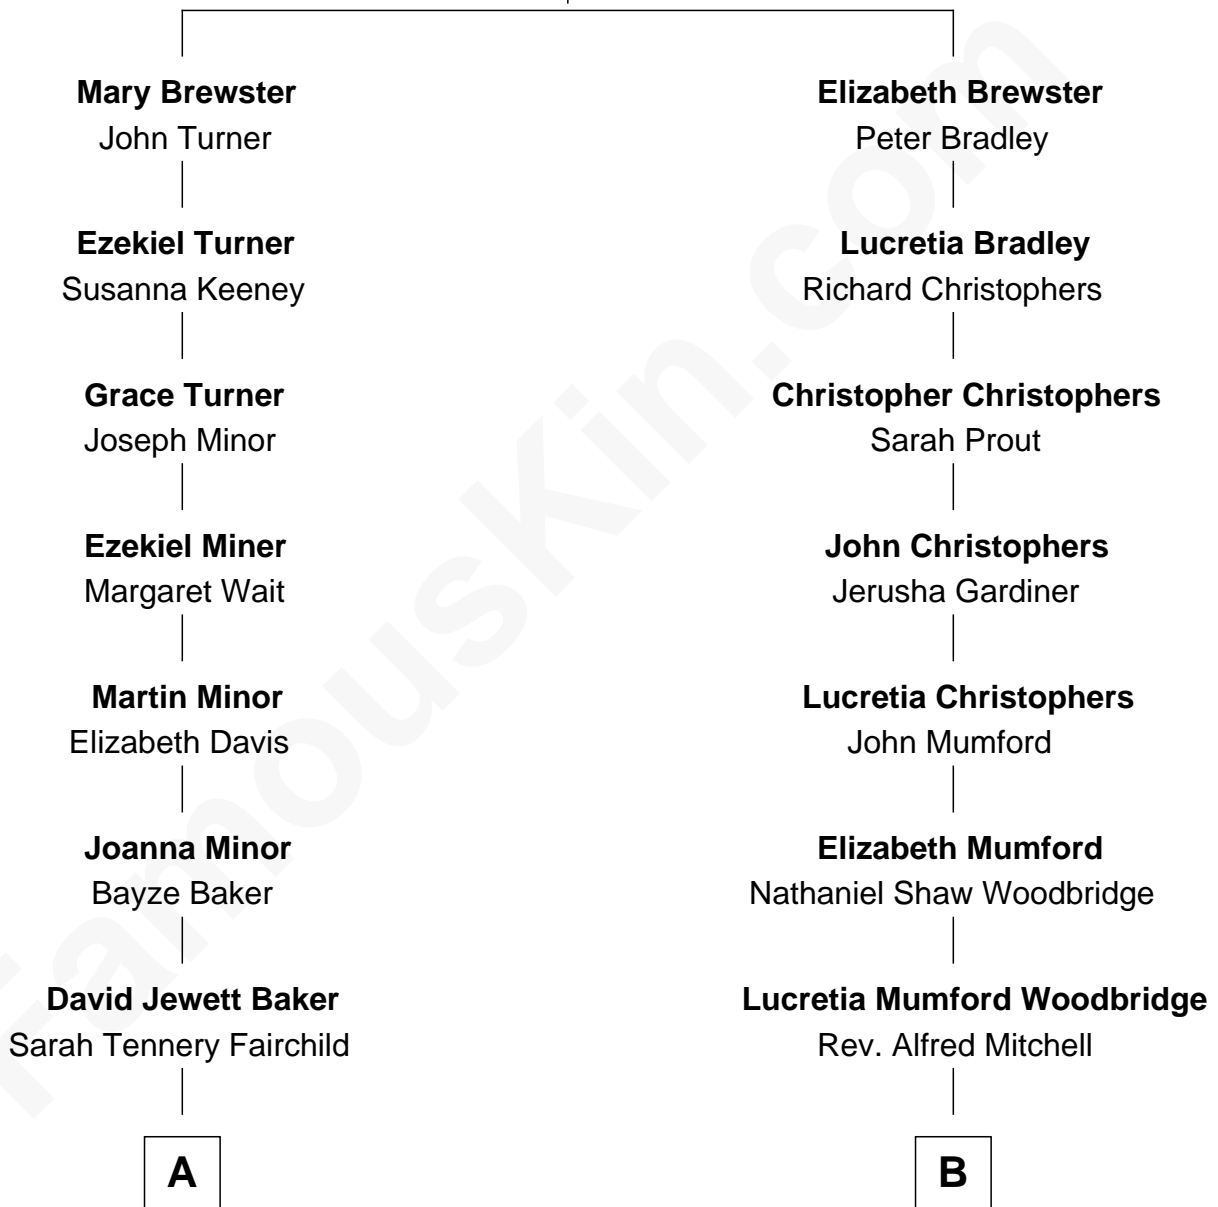 Mary Brewster
John Turner
Elizabeth Brewster
Peter Bradley
Ezekiel Turner
Susanna Keeney
Lucretia Bradley
Richard Christophers
Grace Turner
Joseph Minor
Christopher Christophers
Sarah Prout
Ezekiel Miner
Margaret Wait
John Christophers
Jerusha Gardiner
Martin Minor
Elizabeth Davis
Lucretia Christophers
John Mumford
Joanna Minor
Bayze Baker
Elizabeth Mumford
Nathaniel Shaw Woodbridge
David Jewett Baker
Sarah Tennery Fairchild
Lucretia Mumford Woodbridge
Rev. Alfred Mitchell
A
B
FamousKin.com